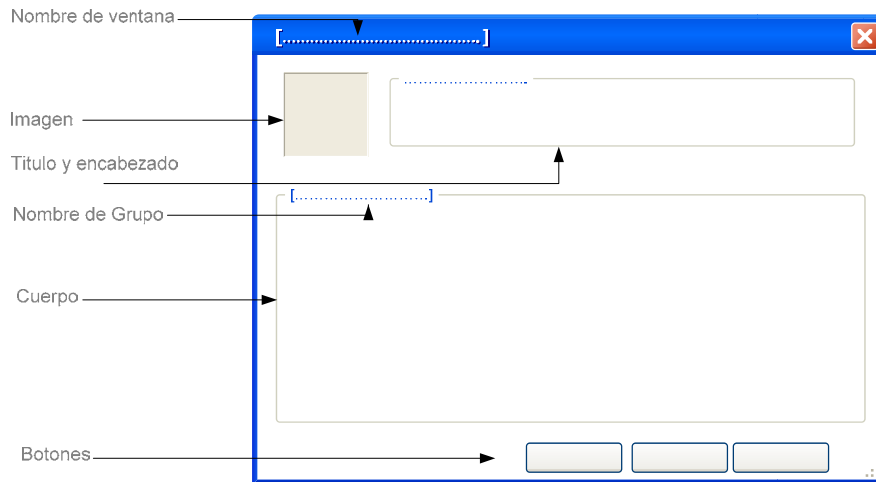 Nombre de ventana
[........................................]
Imagen
.........................
Titulo y encabezado
[..........................]
Nombre de Grupo
Cuerpo
Botones